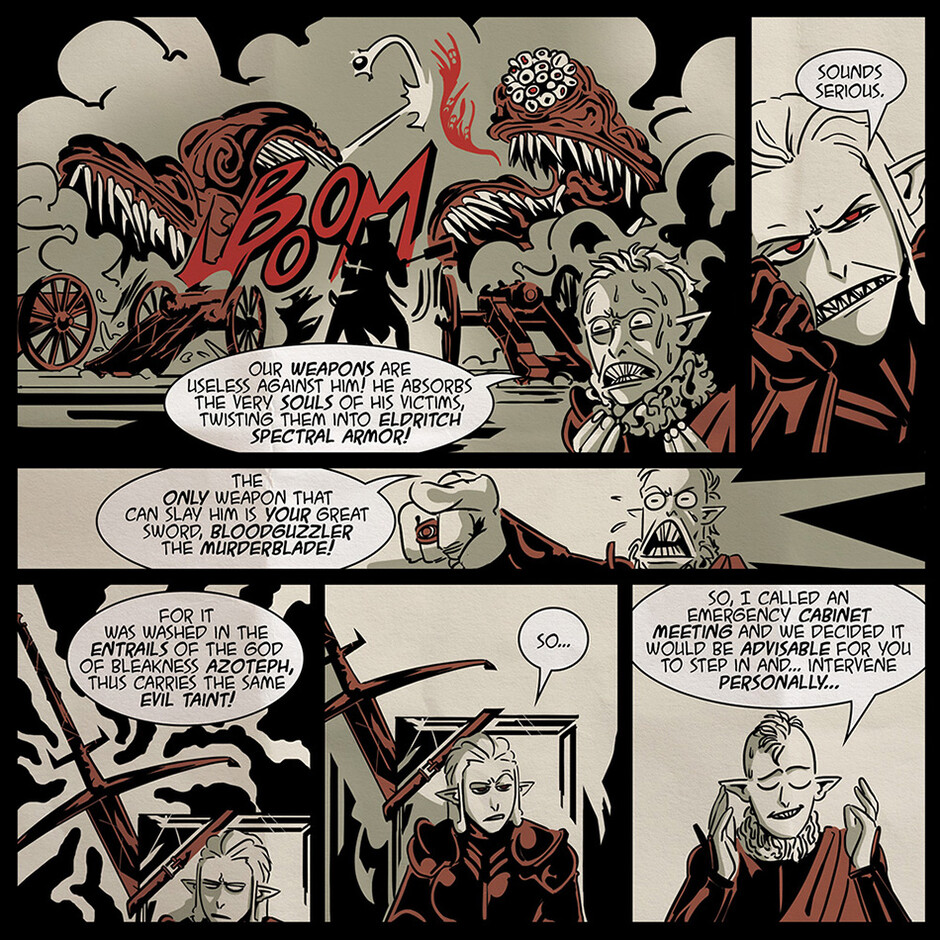 BOOM
OUR WEAPONS ARE
USELESS AGAINST HIM! HE ABSORBS
THE VERY SOULS OF HIS VICTIMS,
TWISTING THEM INTO ELDRITCH
SPECTRAL ARMOR!
SOUNDS
SERIOUS.
THE
ONLY WEAPON THAT
CAN SLAY HIM IS YOUR GREAT
SWORD, BLOODGUZZLER
THE MURDERBLADE!
FOR IT
WAS WASHED IN THE
ENTRAILS OF THE GOD
OF BLEAKNESS AZOTEPH,
THUS CARRIES THE SAME
EVIL TAINT!
SO...
SO, I CALLED AN
EMERGENCY CABINET
MEETING AND WE DECIDED IT
WOULD BE ADVISABLE FOR YOU
TO STEP IN AND... INTERVENE
PERSONALLY...